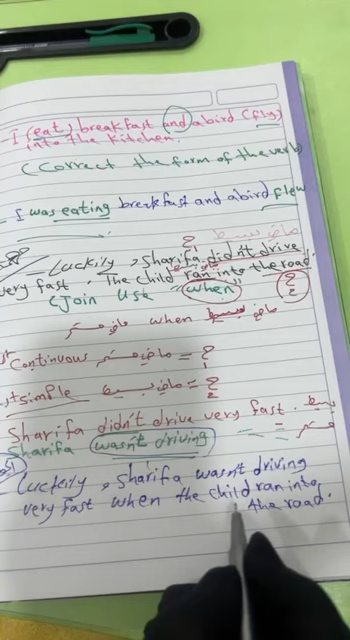 - I (eat) breakfast and a bird (fly)
into the kitchen.
(Correct the form of the verb)
- I was eating breakfast and a bird flew
ماضي بسيط
ج
- Luckily, Sharifa didn't drive
very fast. The child ran into the road.
(Join Use "when") ج
ماضي مستمر when ماضي بسيط
Continuous ماضي مستمر = ج
simple ماضي بسيط = ج
Sharifa didn't drive very fast. بسيط
Sharifa wasn't driving = مستمر
- Luckily, Sharifa wasn't driving
very fast when the child ran into
the road.